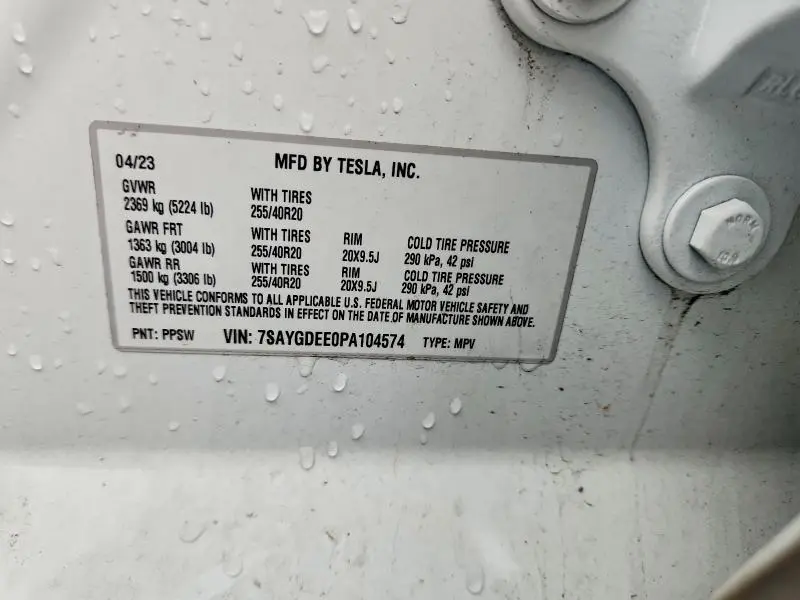 04/23 MFD BY TESLA, INC.
GVWR
2369 kg (5224 lb) WITH TIRES
255/40R20
GAWR FRT
1363 kg (3004 lb) WITH TIRES
255/40R20 RIM
20X9.5J COLD TIRE PRESSURE
290 kPa, 42 psi
GAWR RR
1500 kg (3306 lb) WITH TIRES
255/40R20 RIM
20X9.5J COLD TIRE PRESSURE
290 kPa, 42 psi
THIS VEHICLE CONFORMS TO ALL APPLICABLE U.S. FEDERAL MOTOR VEHICLE SAFETY AND
THEFT PREVENTION STANDARDS IN EFFECT ON THE DATE OF MANUFACTURE SHOWN ABOVE.
PNT: PPSW VIN: 7SAYGDEE0PA104574 TYPE: MPV